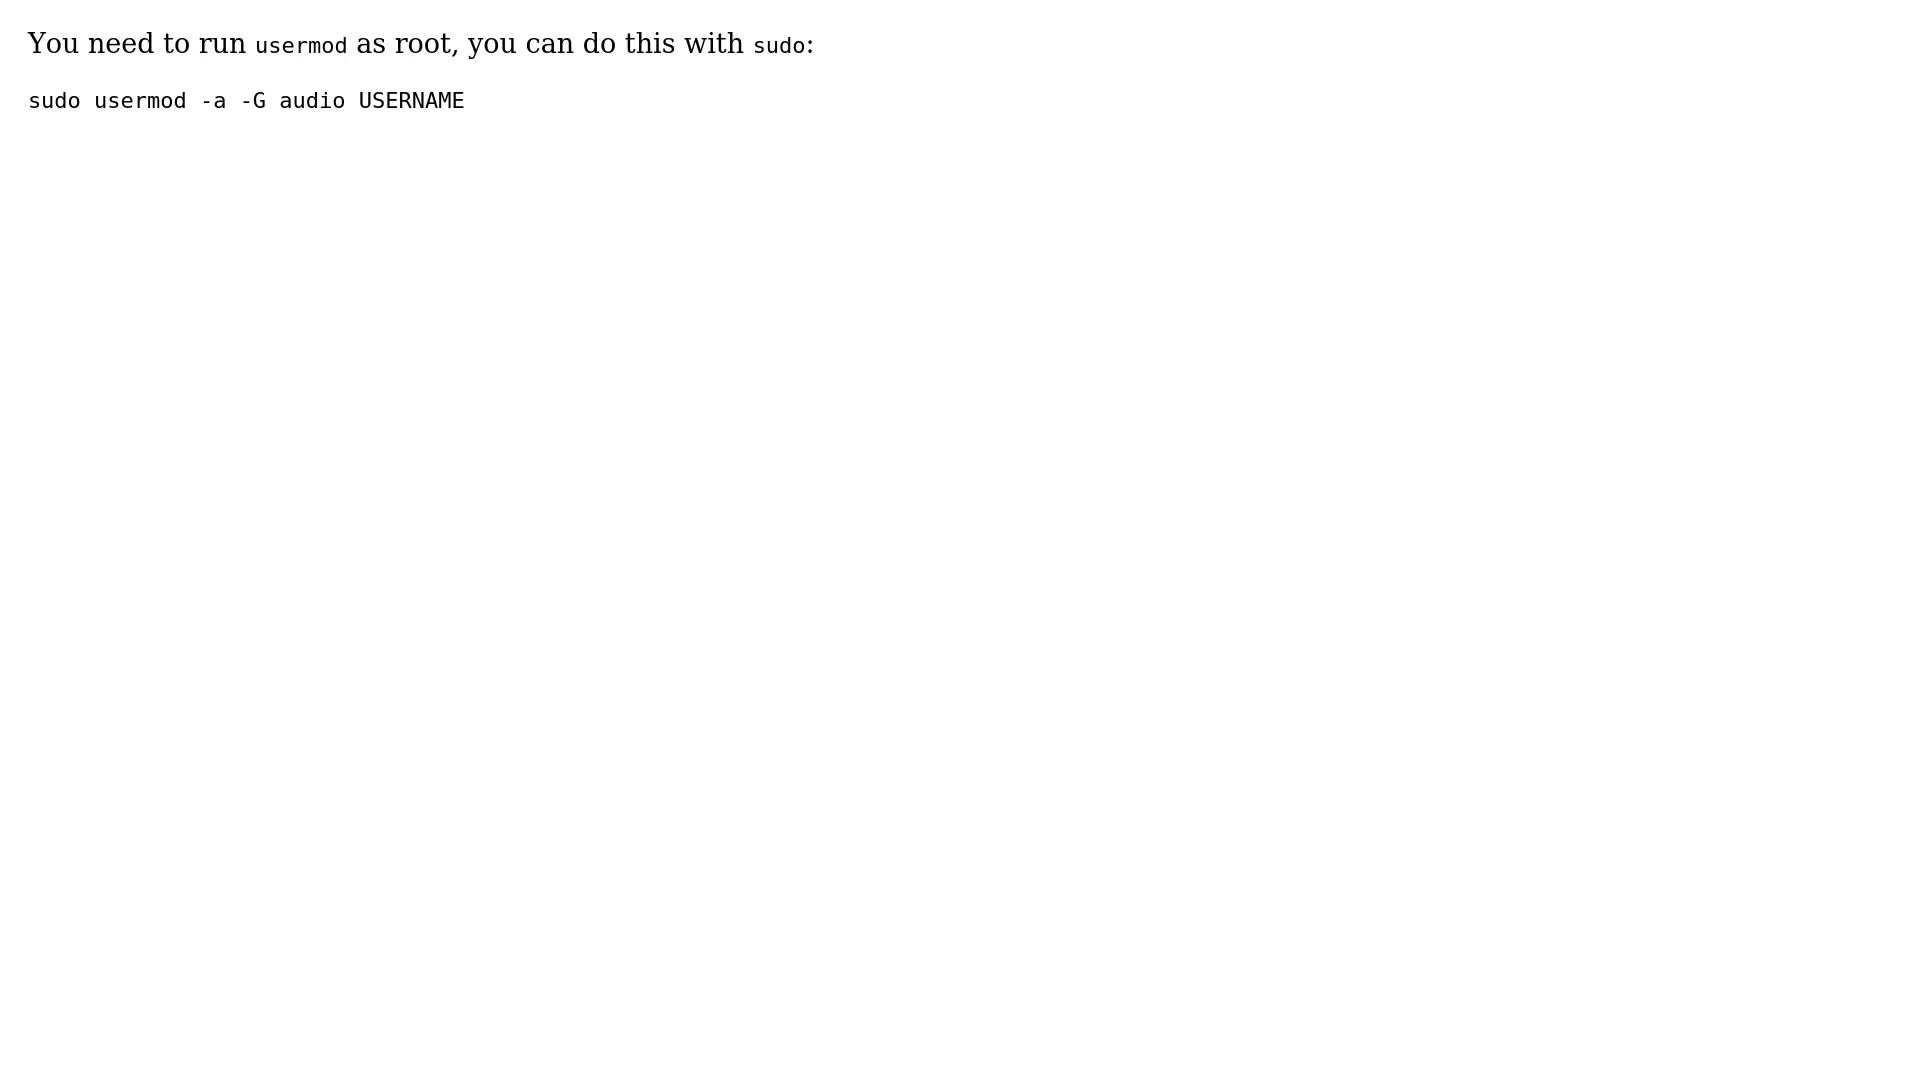 You need to run usermod as root, you can do this with sudo:
sudo usermod -a -G audio USERNAME